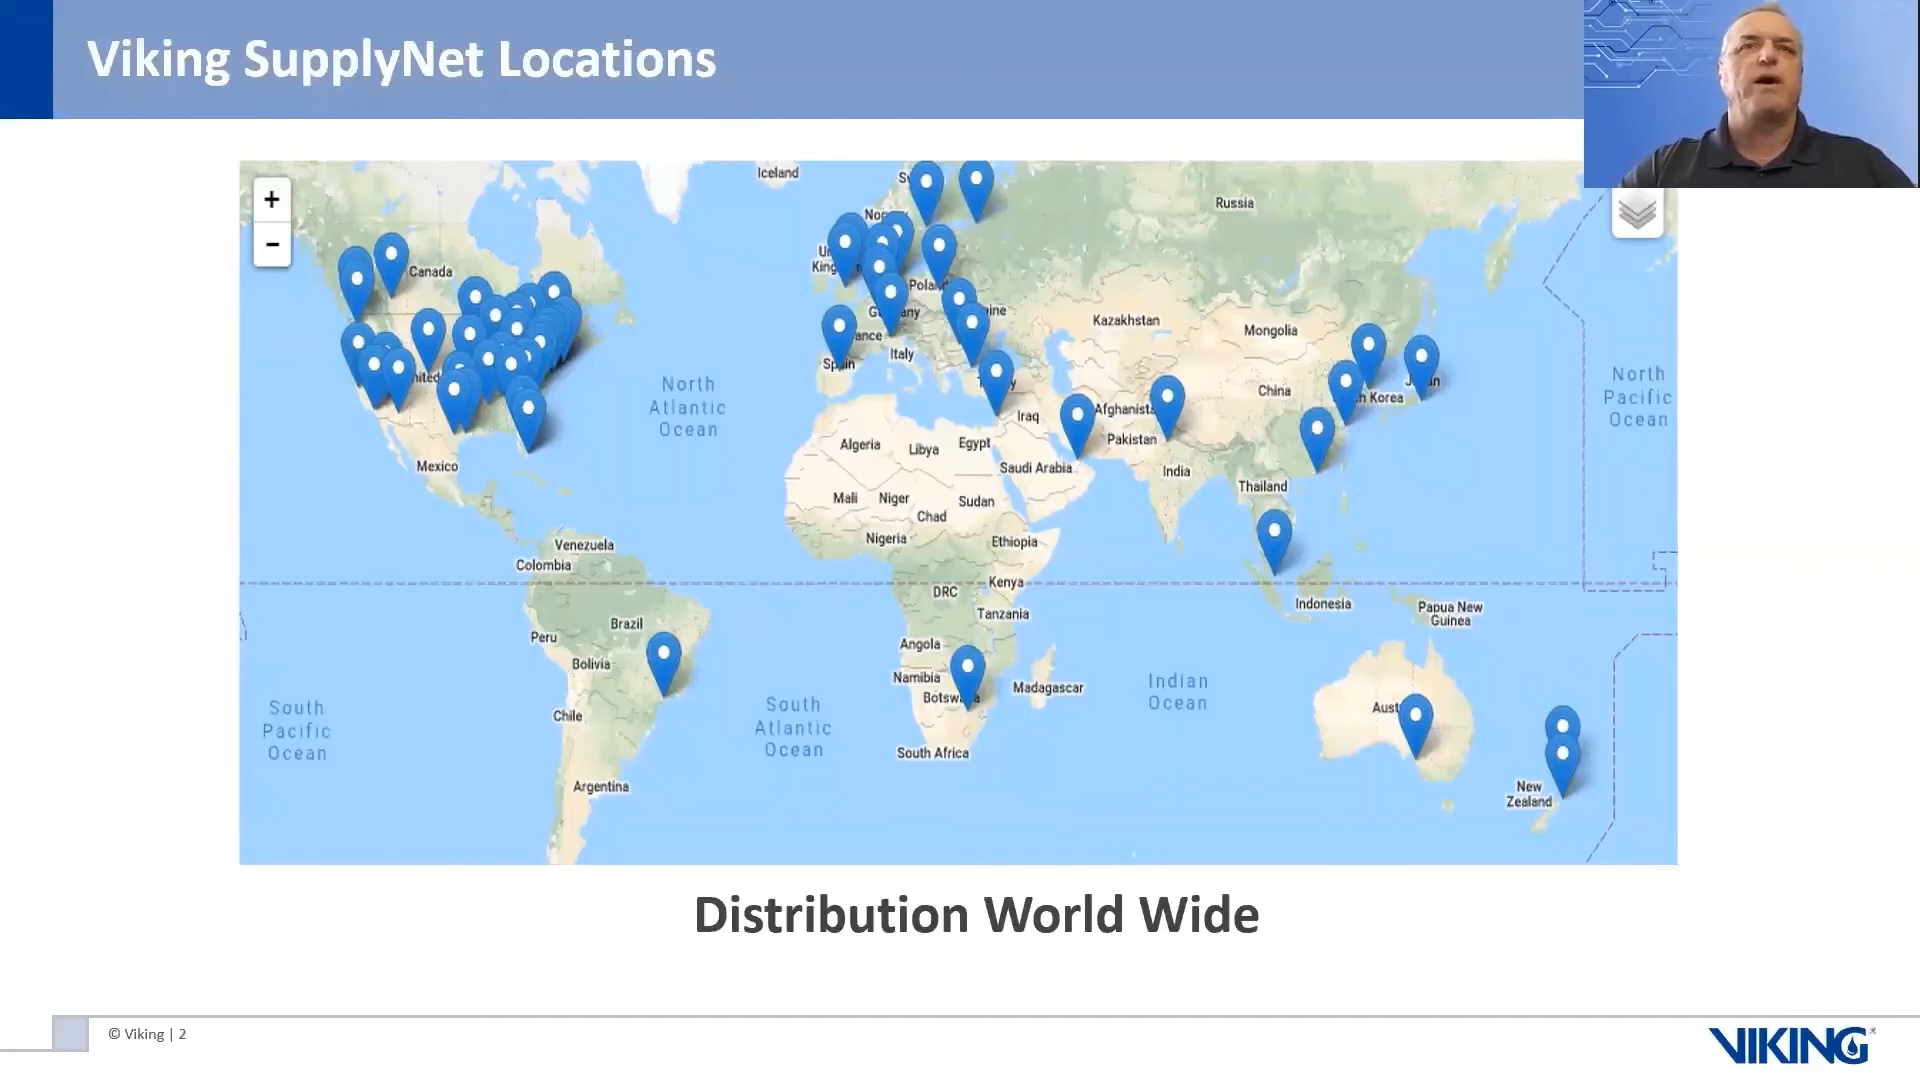 Viking SupplyNet Locations
+
−
Iceland
Russia
Canada
Kazakhstan
Mongolia
Italy
Spain
China
Iraq
Pakistan
North
Atlantic
Ocean
North
Pacific
Ocean
Algeria
Libya
Egypt
Saudi Arabia
India
Mexico
Thailand
Mali
Niger
Sudan
Chad
Nigeria
Ethiopia
Venezuela
Colombia
Kenya
DRC
Indonesia
Papua New
Guinea
Tanzania
Brazil
Peru
Angola
Bolivia
Namibia
Madagascar
Indian
Ocean
South
Pacific
Ocean
South
Atlantic
Ocean
Chile
South Africa
Argentina
New
Zealand
Distribution World Wide
© Viking | 2
VIKING